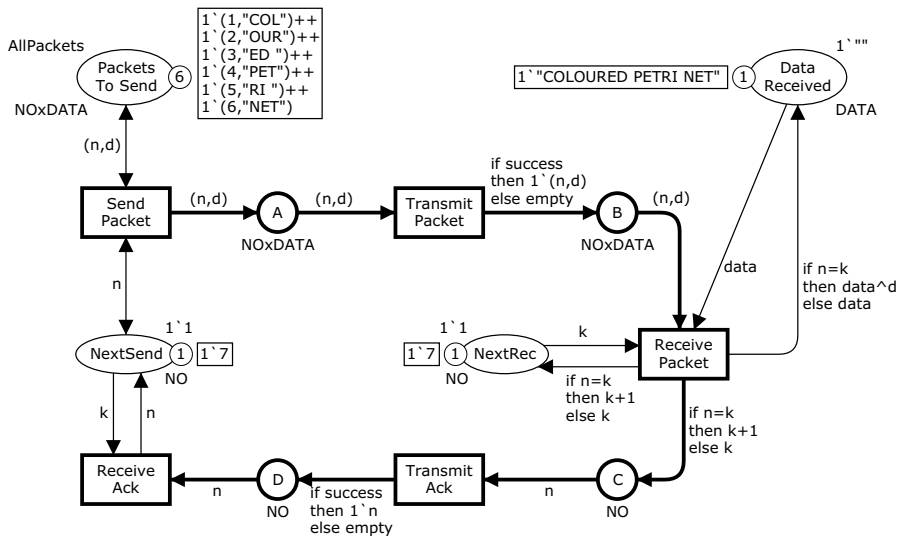 AllPackets
Packets
To Send
6
1`(1,"COL")++
1`(2,"OUR")++
1`(3,"ED ")++
1`(4,"PET")++
1`(5,"RI ")++
1`(6,"NET")
NOxDATA
1`""
1`"COLOURED PETRI NET"
1
Data
Received
DATA
(n,d)
Send
Packet
(n,d)
A
NOxDATA
(n,d)
Transmit
Packet
if success
then 1`(n,d)
else empty
B
NOxDATA
(n,d)
data
if n=k
then data^d
else data
n
1`1
NextSend
1
1`7
NO
1`1
1`7
1
NextRec
NO
k
if n=k
then k+1
else k
Receive
Packet
if n=k
then k+1
else k
k
n
Receive
Ack
n
D
NO
if success
then 1`n
else empty
Transmit
Ack
n
C
NO